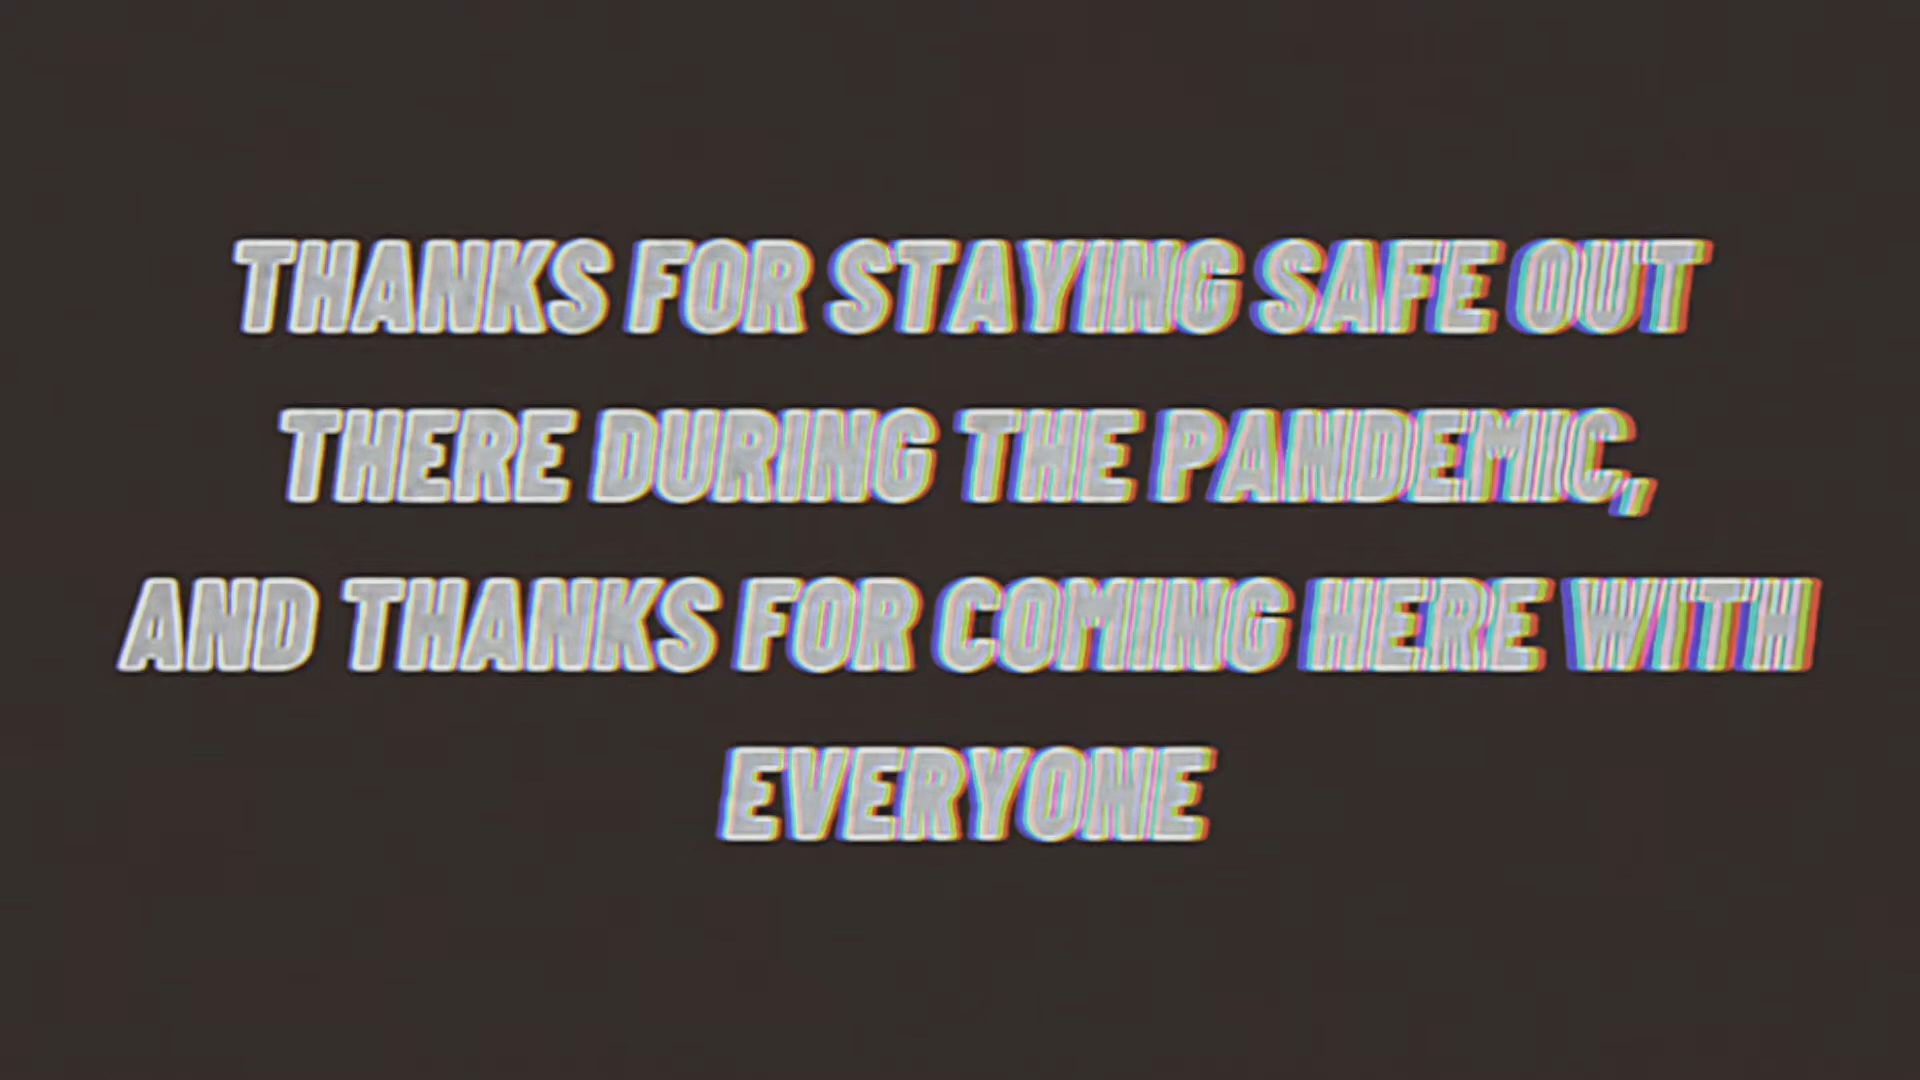 THANKS FOR STAYING SAFE OUT
THERE DURING THE PANDEMIC,
AND THANKS FOR COMING HERE WITH
EVERYONE